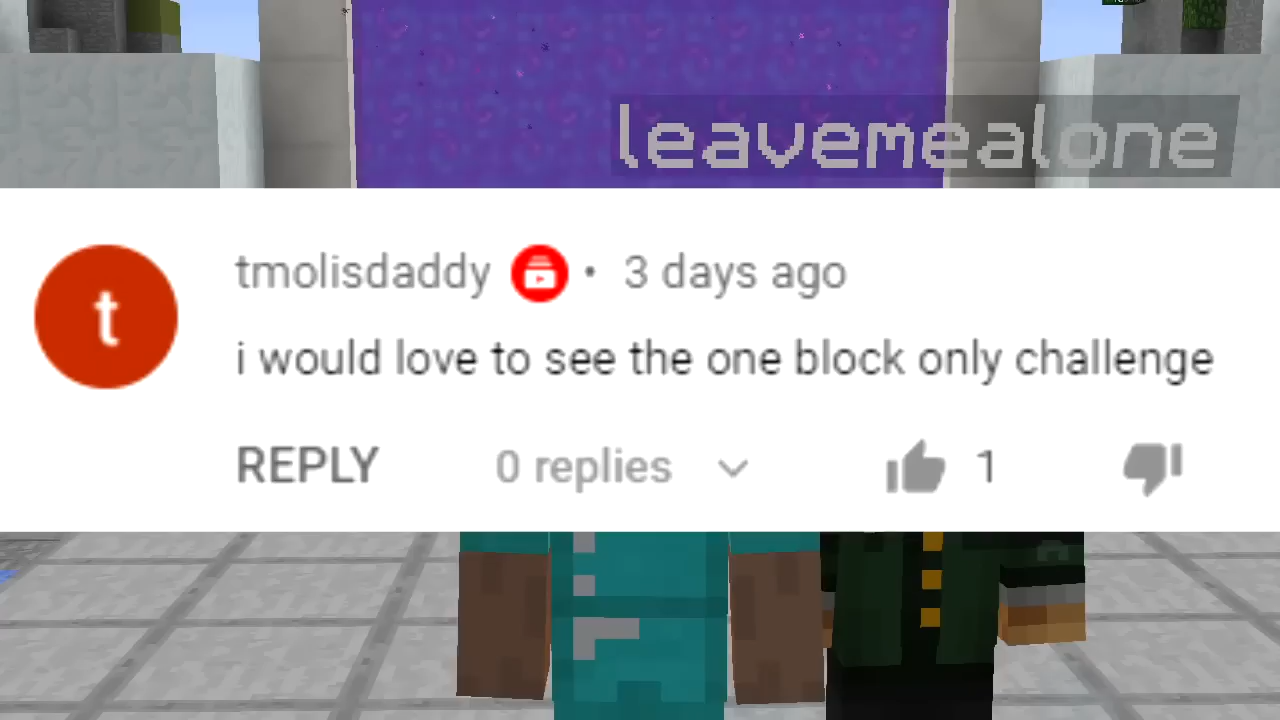 leavemealone
t
tmolisdaddy • 3 days ago
i would love to see the one block only challenge
REPLY 0 replies 1